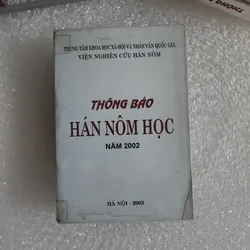 TRUNG TÂM KHOA HỌC XÃ HỘI VÀ NHÂN VĂN QUỐC GIA
VIỆN NGHIÊN CỨU HÁN NÔM
THÔNG BÁO
HÁN NÔM HỌC
NĂM 2002
HÀ NỘI - 2003